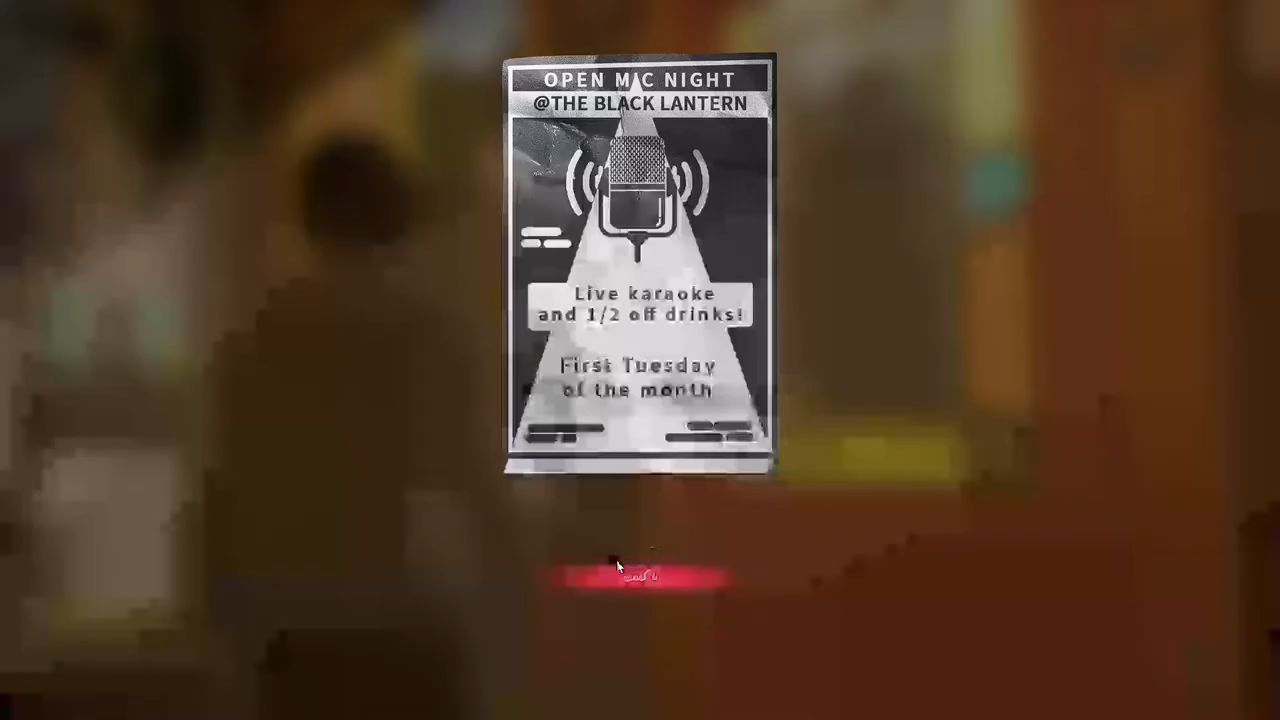 OPEN MIC NIGHT
@THE BLACK LANTERN
Live karaoke
and 1/2 off drinks!
First Tuesday
of the month